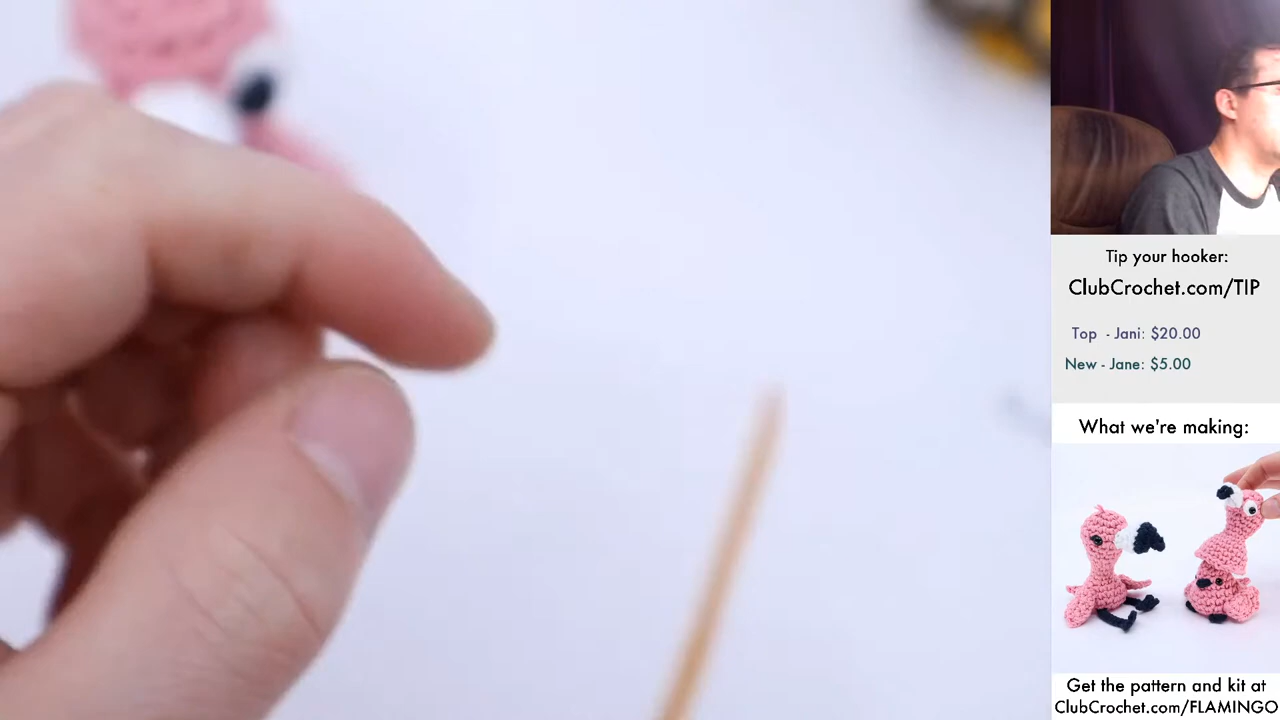 Tip your hooker:
ClubCrochet.com/TIP
Top - Jani: $20.00
New - Jane: $5.00
What we're making:
Get the pattern and kit at
ClubCrochet.com/FLAMINGO